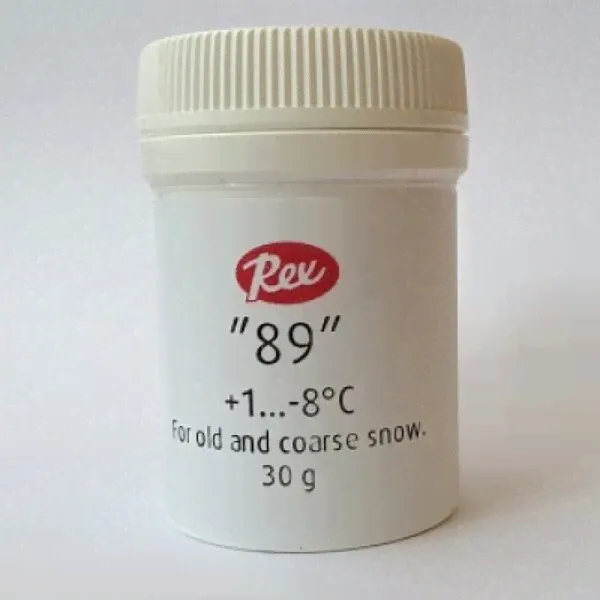 Rex
"89"
+1...-8°C
For old and coarse snow.
30 g